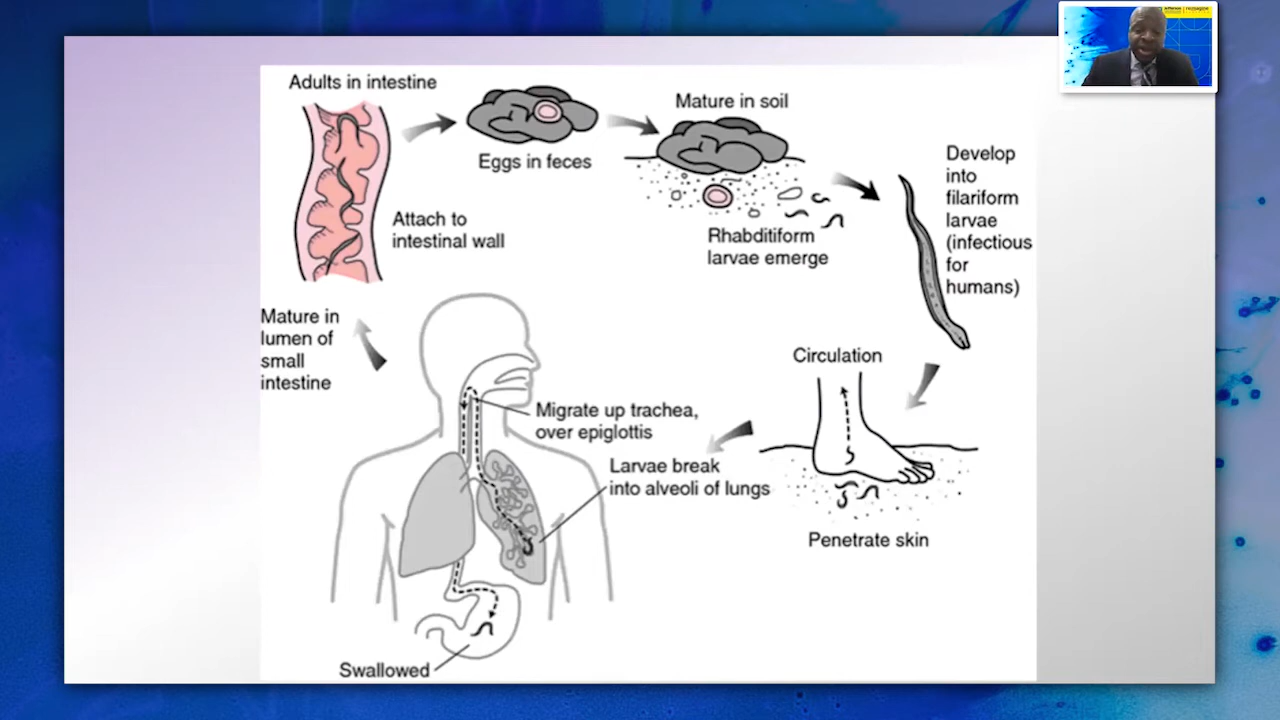 Adults in intestine
Eggs in feces
Mature in soil
Attach to
intestinal wall
Rhabditiform
larvae emerge
Develop
into
filariform
larvae
(infectious
for
humans)
Mature in
lumen of
small
intestine
Circulation
Migrate up trachea,
over epiglottis
Larvae break
into alveoli of lungs
Penetrate skin
Swallowed